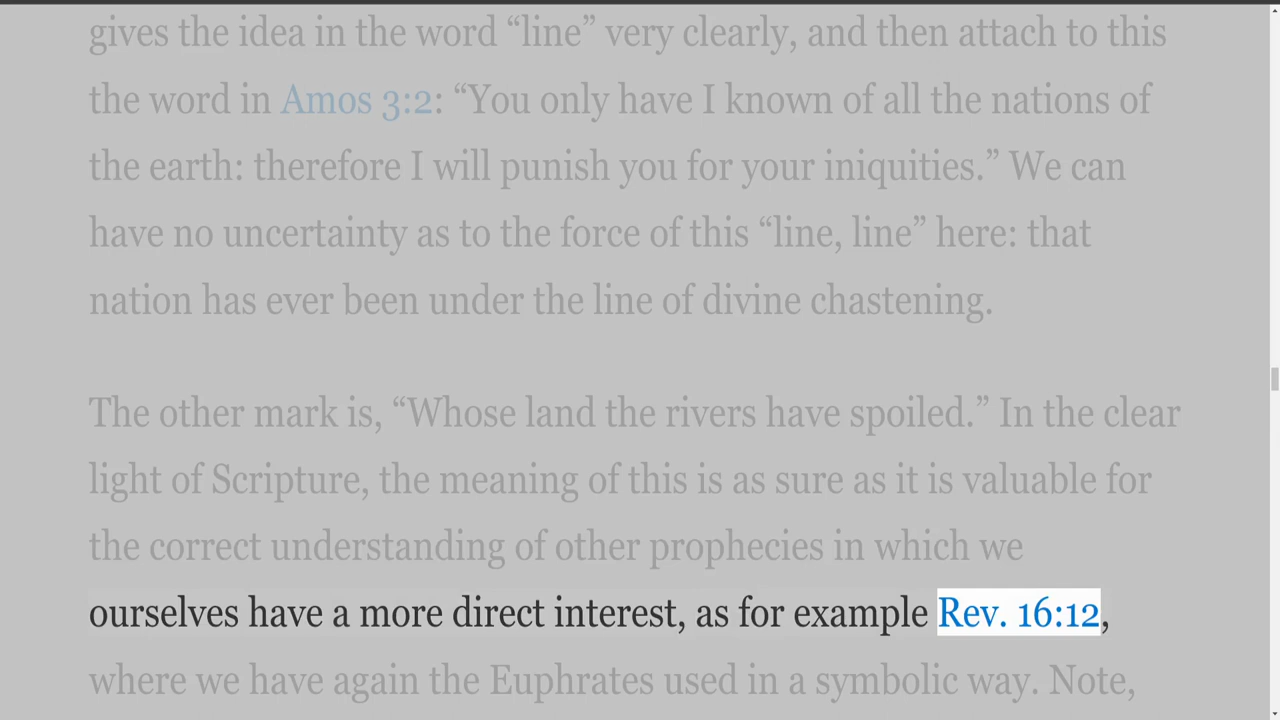 gives the idea in the word “line” very clearly, and then attach to this
the word in Amos 3:2: “You only have I known of all the nations of
the earth: therefore I will punish you for your iniquities.” We can
have no uncertainty as to the force of this “line, line” here: that
nation has ever been under the line of divine chastening.
The other mark is, “Whose land the rivers have spoiled.” In the clear
light of Scripture, the meaning of this is as sure as it is valuable for
the correct understanding of other prophecies in which we
ourselves have a more direct interest, as for example Rev. 16:12,
where we have again the Euphrates used in a symbolic way. Note,